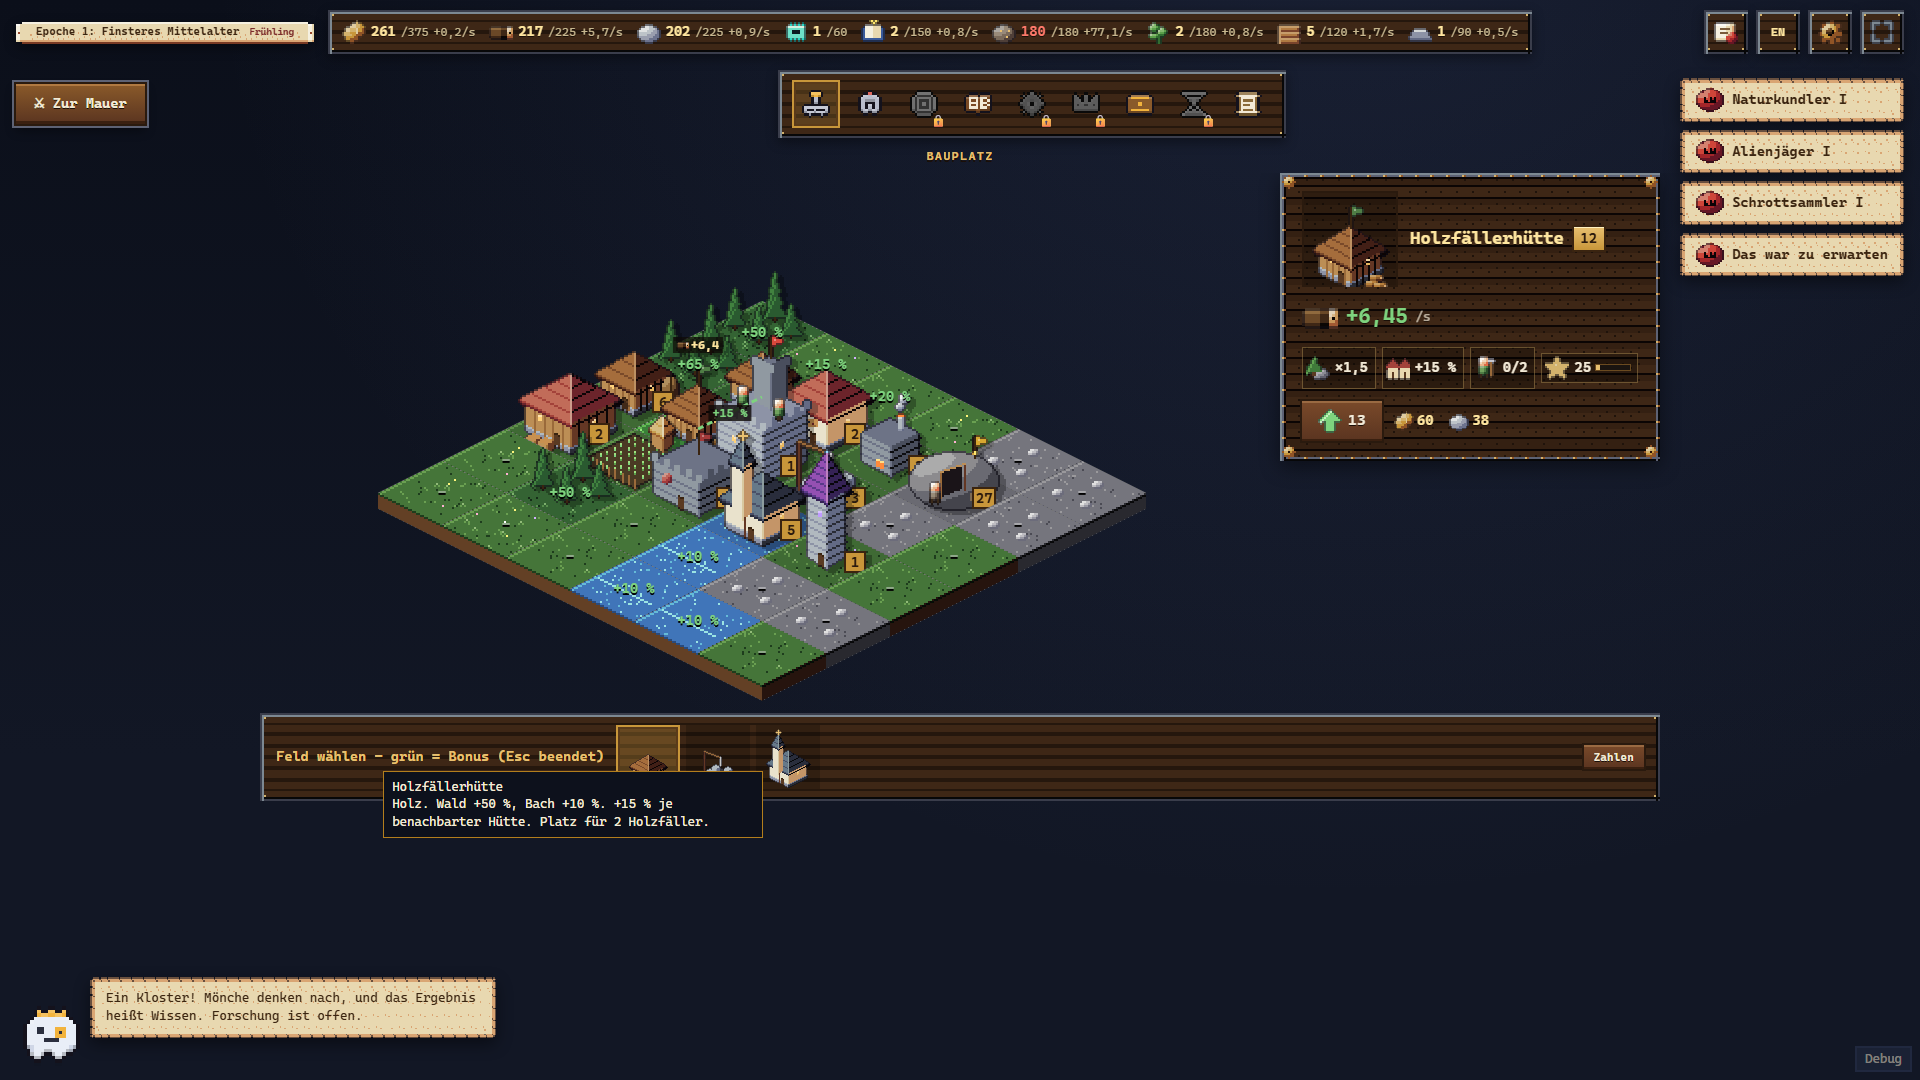 Epoche 1: Finsteres Mittelalter Frühling
261 /375 +0,2/s 217 /225 +5,7/s 202 /225 +0,9/s 1 /60 2 /150 +0,8/s 180 /180 +77,1/s 2 /180 +0,8/s 5 /120 +1,7/s 1 /90 +0,5/s
EN
Zur Mauer
BAUPLATZ
Naturkundler I
Alienjäger I
Schrottsammler I
Das war zu erwarten
Holzfällerhütte 12
+6,45 /s
×1,5 +15 % 0/2 25
13 60 38
+50 %
+6,4
+65 %
+15 %
+20 %
+15 %
2
2
1
+50 %
3
27
5
+10 %
1
+10 %
+10 %
Feld wählen – grün = Bonus (Esc beendet)
Zahlen
Holzfällerhütte
Holz. Wald +50 %, Bach +10 %. +15 % je
benachbarter Hütte. Platz für 2 Holzfäller.
Ein Kloster! Mönche denken nach, und das Ergebnis
heißt Wissen. Forschung ist offen.
Debug